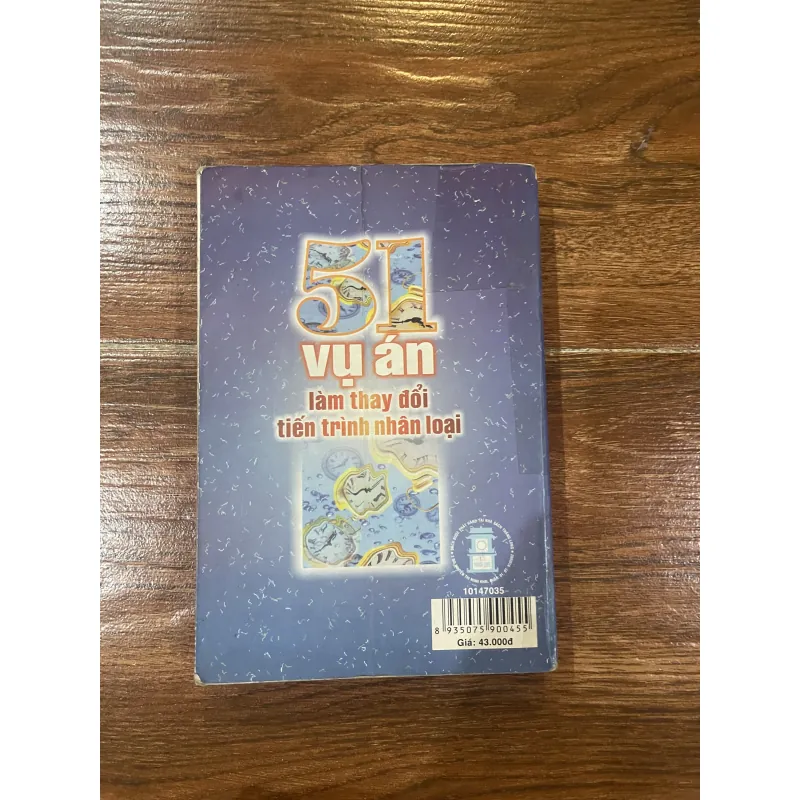 51
vụ án
làm thay đổi
tiến trình nhân loại
10147035
8 935075 900455
Giá: 43.000đ